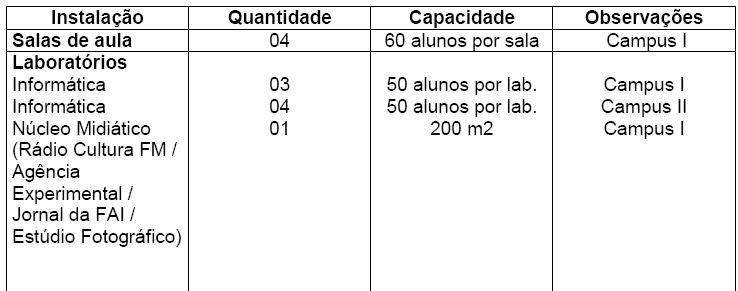 Instalação Quantidade Capacidade Observações
Salas de aula 04 60 alunos por sala Campus I
Laboratórios
Informática 03 50 alunos por lab. Campus I
Informática 04 50 alunos por lab. Campus II
Núcleo Midiático 01 200 m2 Campus I
(Rádio Cultura FM /
Agência
Experimental /
Jornal da FAI /
Estúdio Fotográfico)